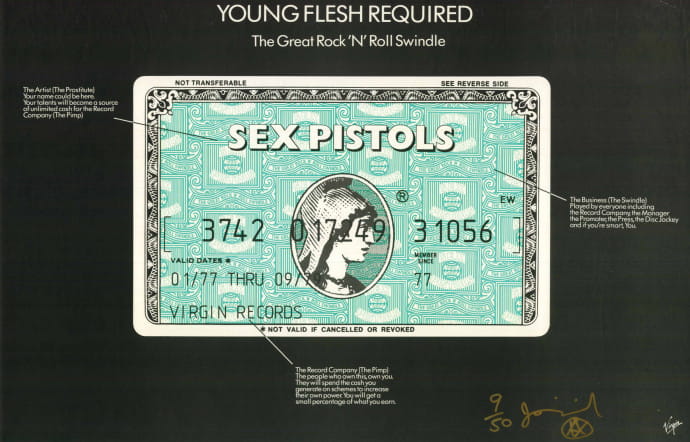 YOUNG FLESH REQUIRED
The Great Rock 'N' Roll Swindle
NOT TRANSFERABLE
SEE REVERSE SIDE
The Artist (The Prostitute)
Your name could be here.
Your talents will become a source
of unlimited cash for the Record
Company (The Pimp)
SEX PISTOLS
®
EW
The Business (The Swindle)
Played by everyone including
the Record Company, the Manager
the Promoter, the Press, the Disc Jockey
and if you're smart, You.
3742 017249 31056
VALID DATES *
MEMBER
SINCE
01/77 THRU 09/79
77
VIRGIN RECORDS
* NOT VALID IF CANCELLED OR REVOKED
The Record Company (The Pimp)
The people who own this, own you.
They will spend the cash you
generate on schemes to increase
their own power. You will get a
small percentage of what you earn.
9/50
Virgin